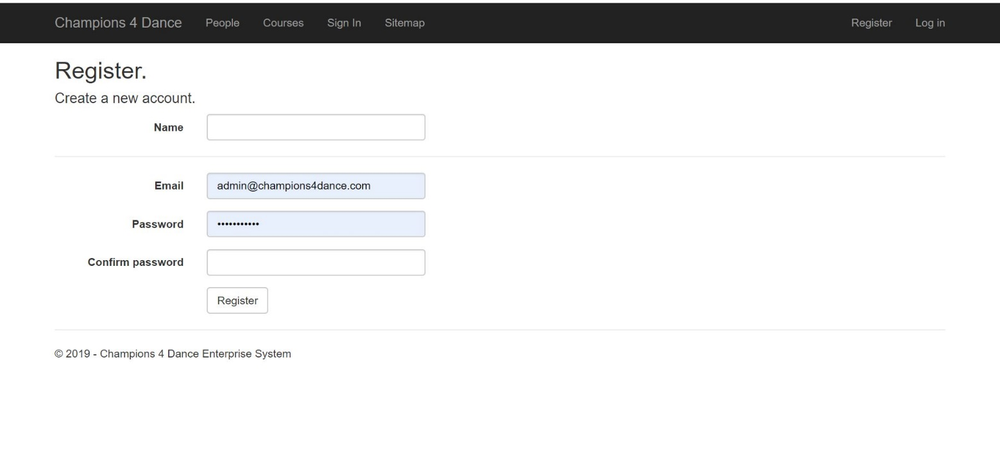 Champions 4 Dance People Courses Sign In Sitemap Register Log in
Register.
Create a new account.
Name
Email admin@champions4dance.com
Password •••••••••••
Confirm password
Register
© 2019 - Champions 4 Dance Enterprise System